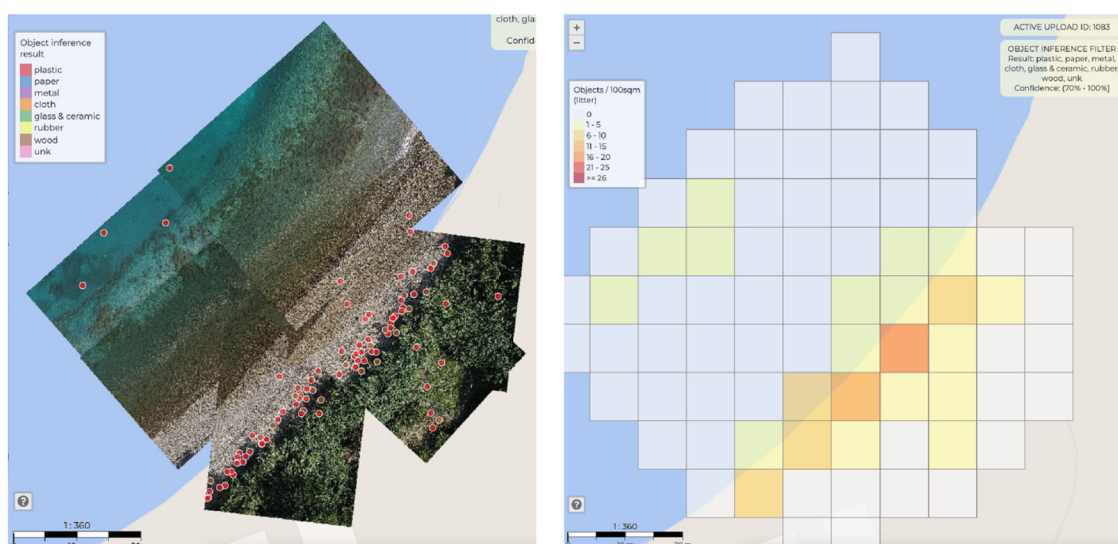 cloth, gla
Confid
Object inference
result
plastic
paper
metal
cloth
glass & ceramic
rubber
wood
unk
?
1 : 360
+
−
ACTIVE UPLOAD ID: 1083
OBJECT INFERENCE FILTER
Result: plastic, paper, metal,
cloth, glass & ceramic, rubber
wood, unk
Confidence: (70% - 100%)
Objects / 100sqm
(litter)
0
1 - 5
6 - 10
11 - 15
16 - 20
21 - 25
>= 26
?
1 : 360